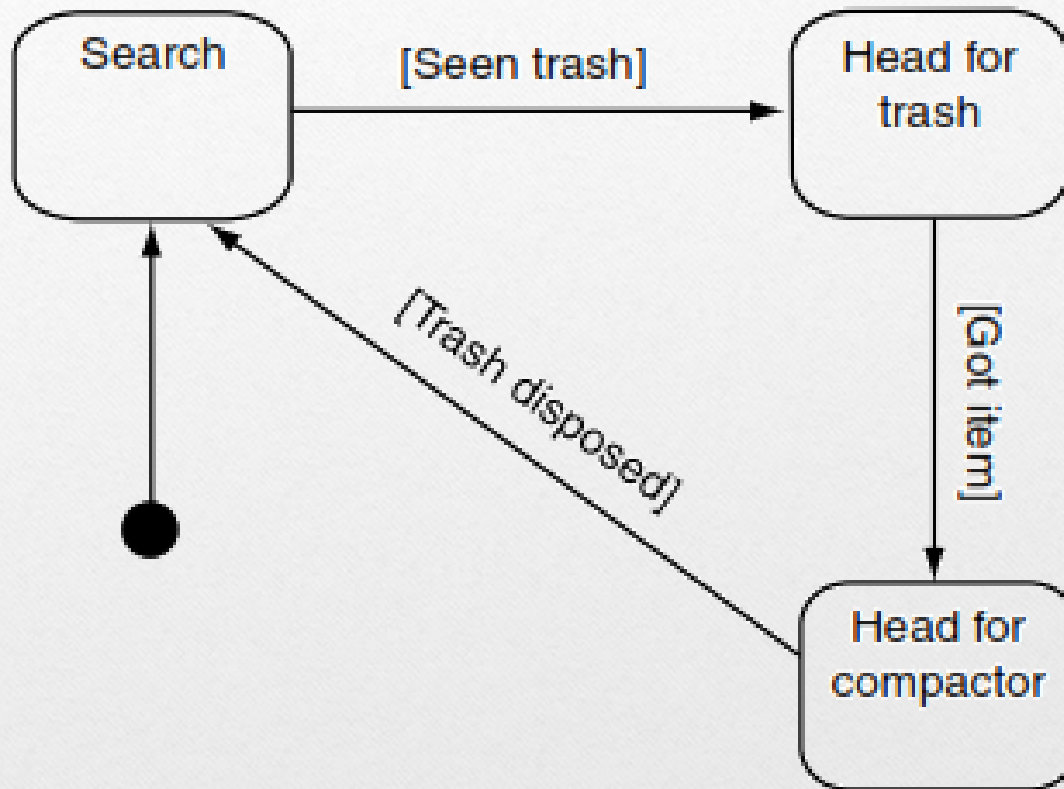 Search
[Seen trash]
Head for
trash
[Trash disposed]
[Got item]
Head for
compactor